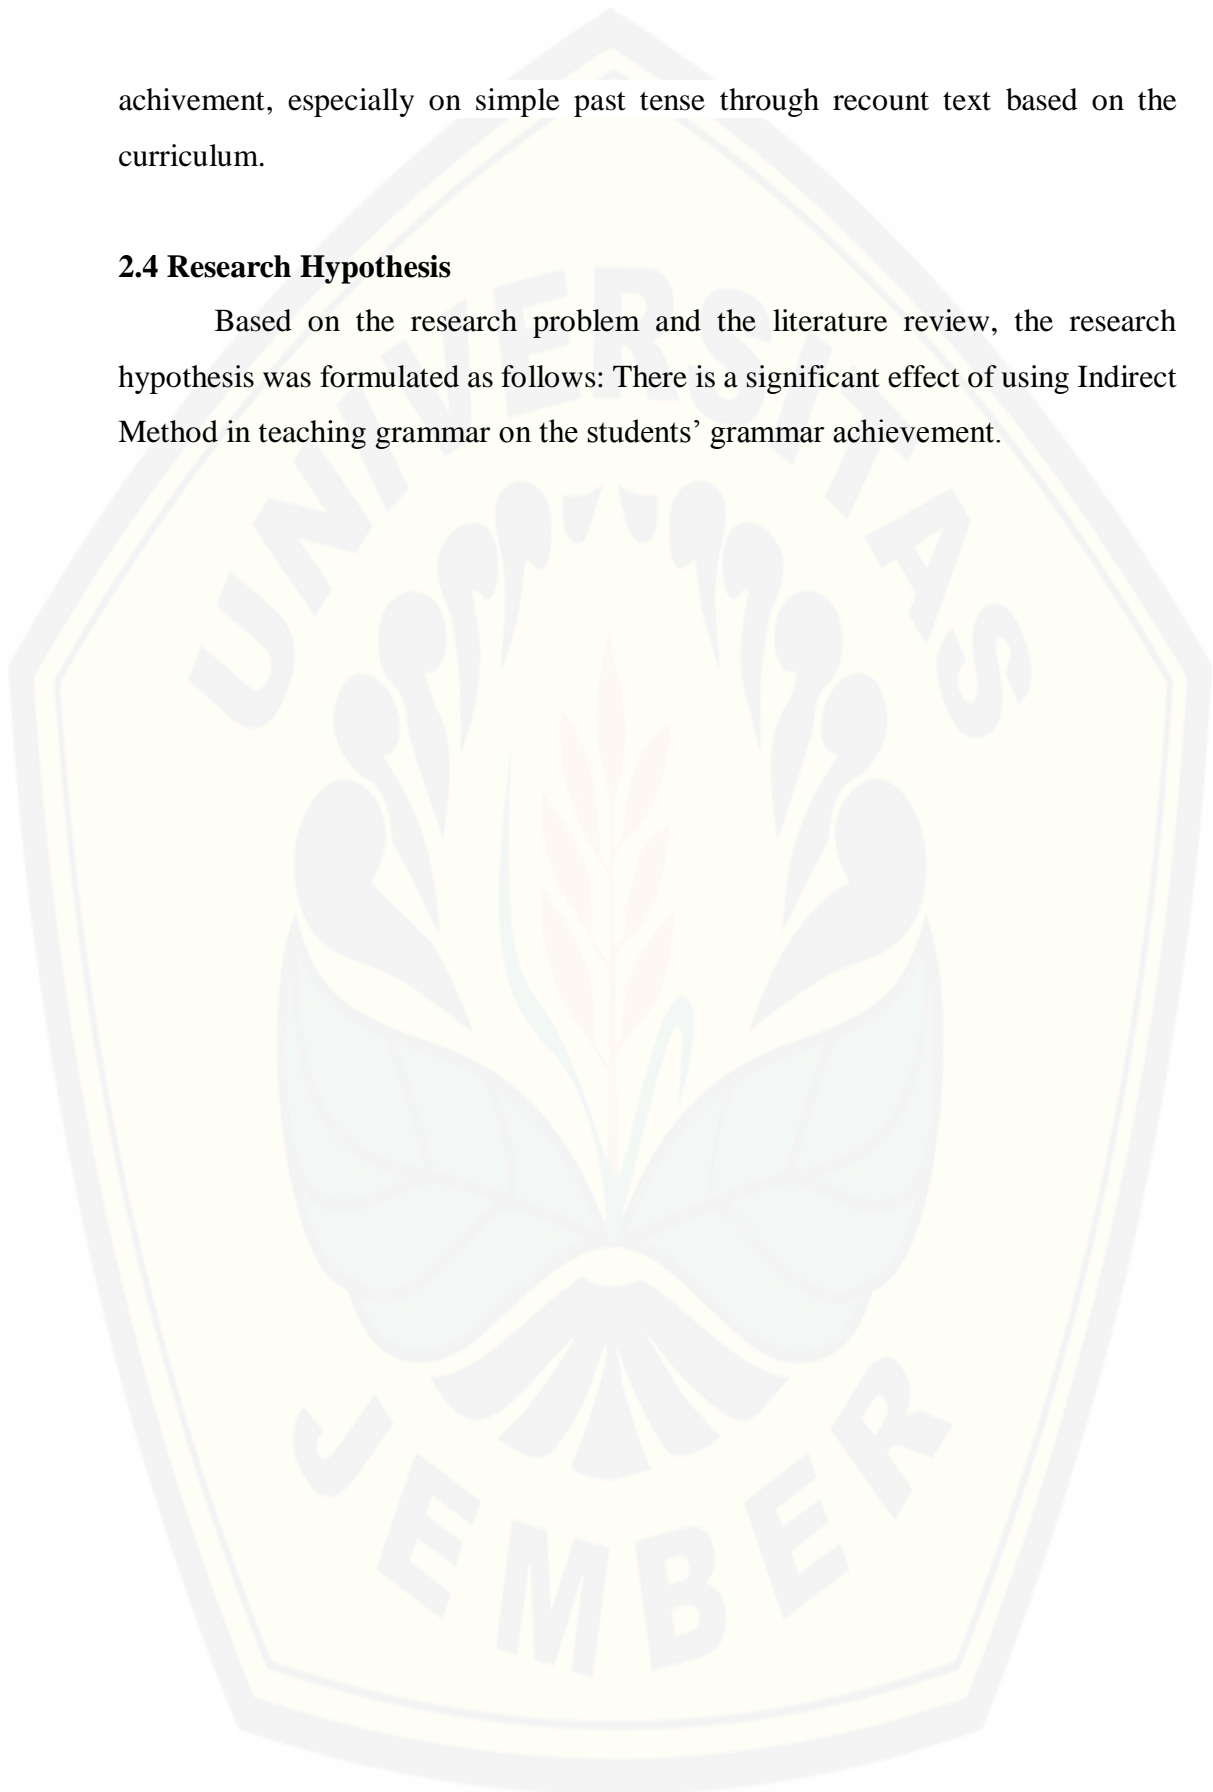 achivement, especially on simple past tense through recount text based on the
curriculum.
2.4 Research Hypothesis
Based on the research problem and the literature review, the research
hypothesis was formulated as follows: There is a significant effect of using Indirect
Method in teaching grammar on the students’ grammar achievement.
UNIVERSITAS
JEMBER